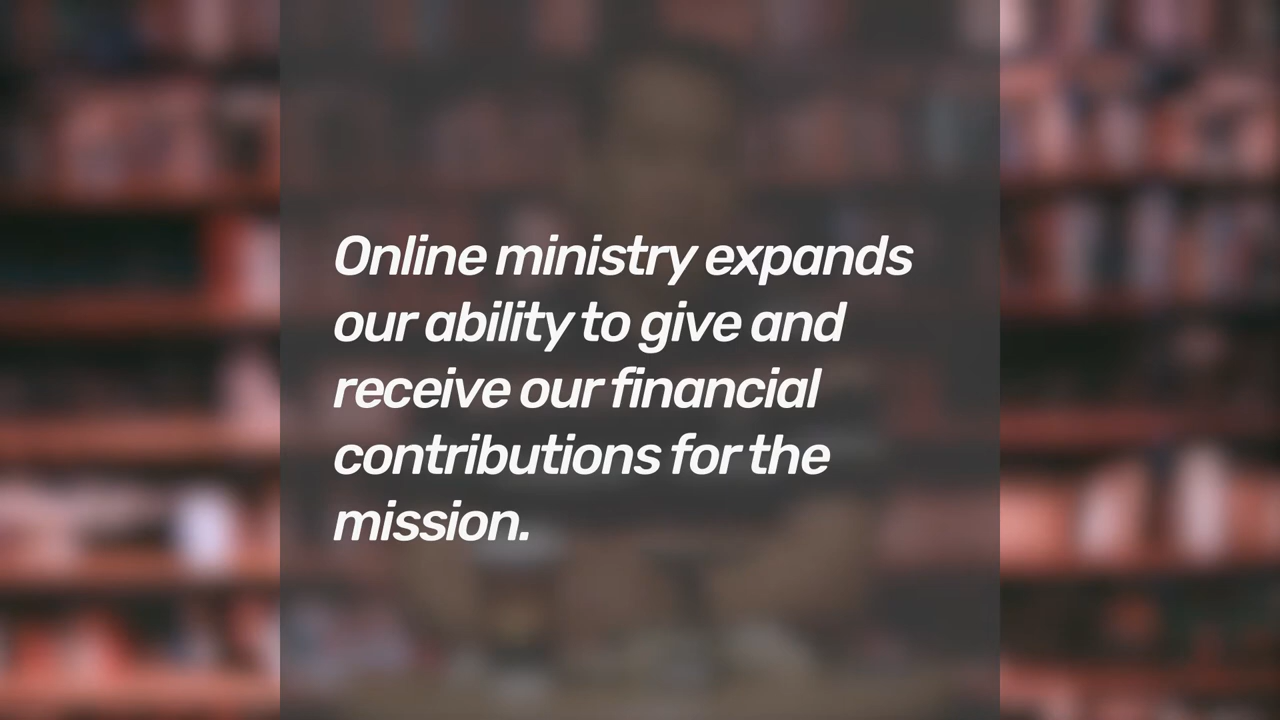 Online ministry expands
our ability to give and
receive our financial
contributions for the
mission.